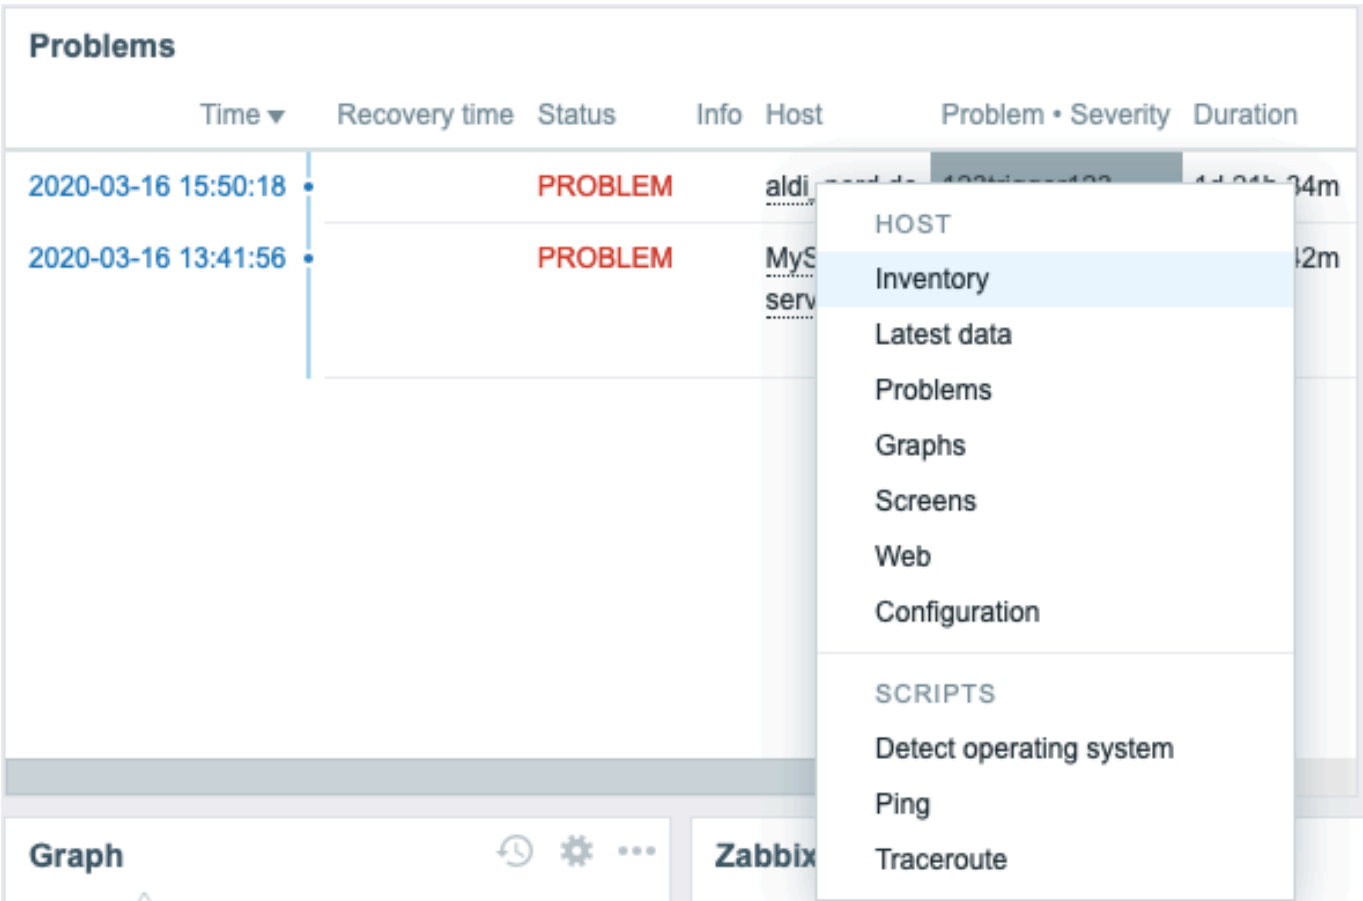 Problems
Time Recovery time Status Info Host Problem • Severity Duration
2020-03-16 15:50:18 PROBLEM 34m
2020-03-16 13:41:56 PROBLEM 42m
HOST
Inventory
Latest data
Problems
Graphs
Screens
Web
Configuration
SCRIPTS
Detect operating system
Ping
Traceroute
Graph
Zabbix